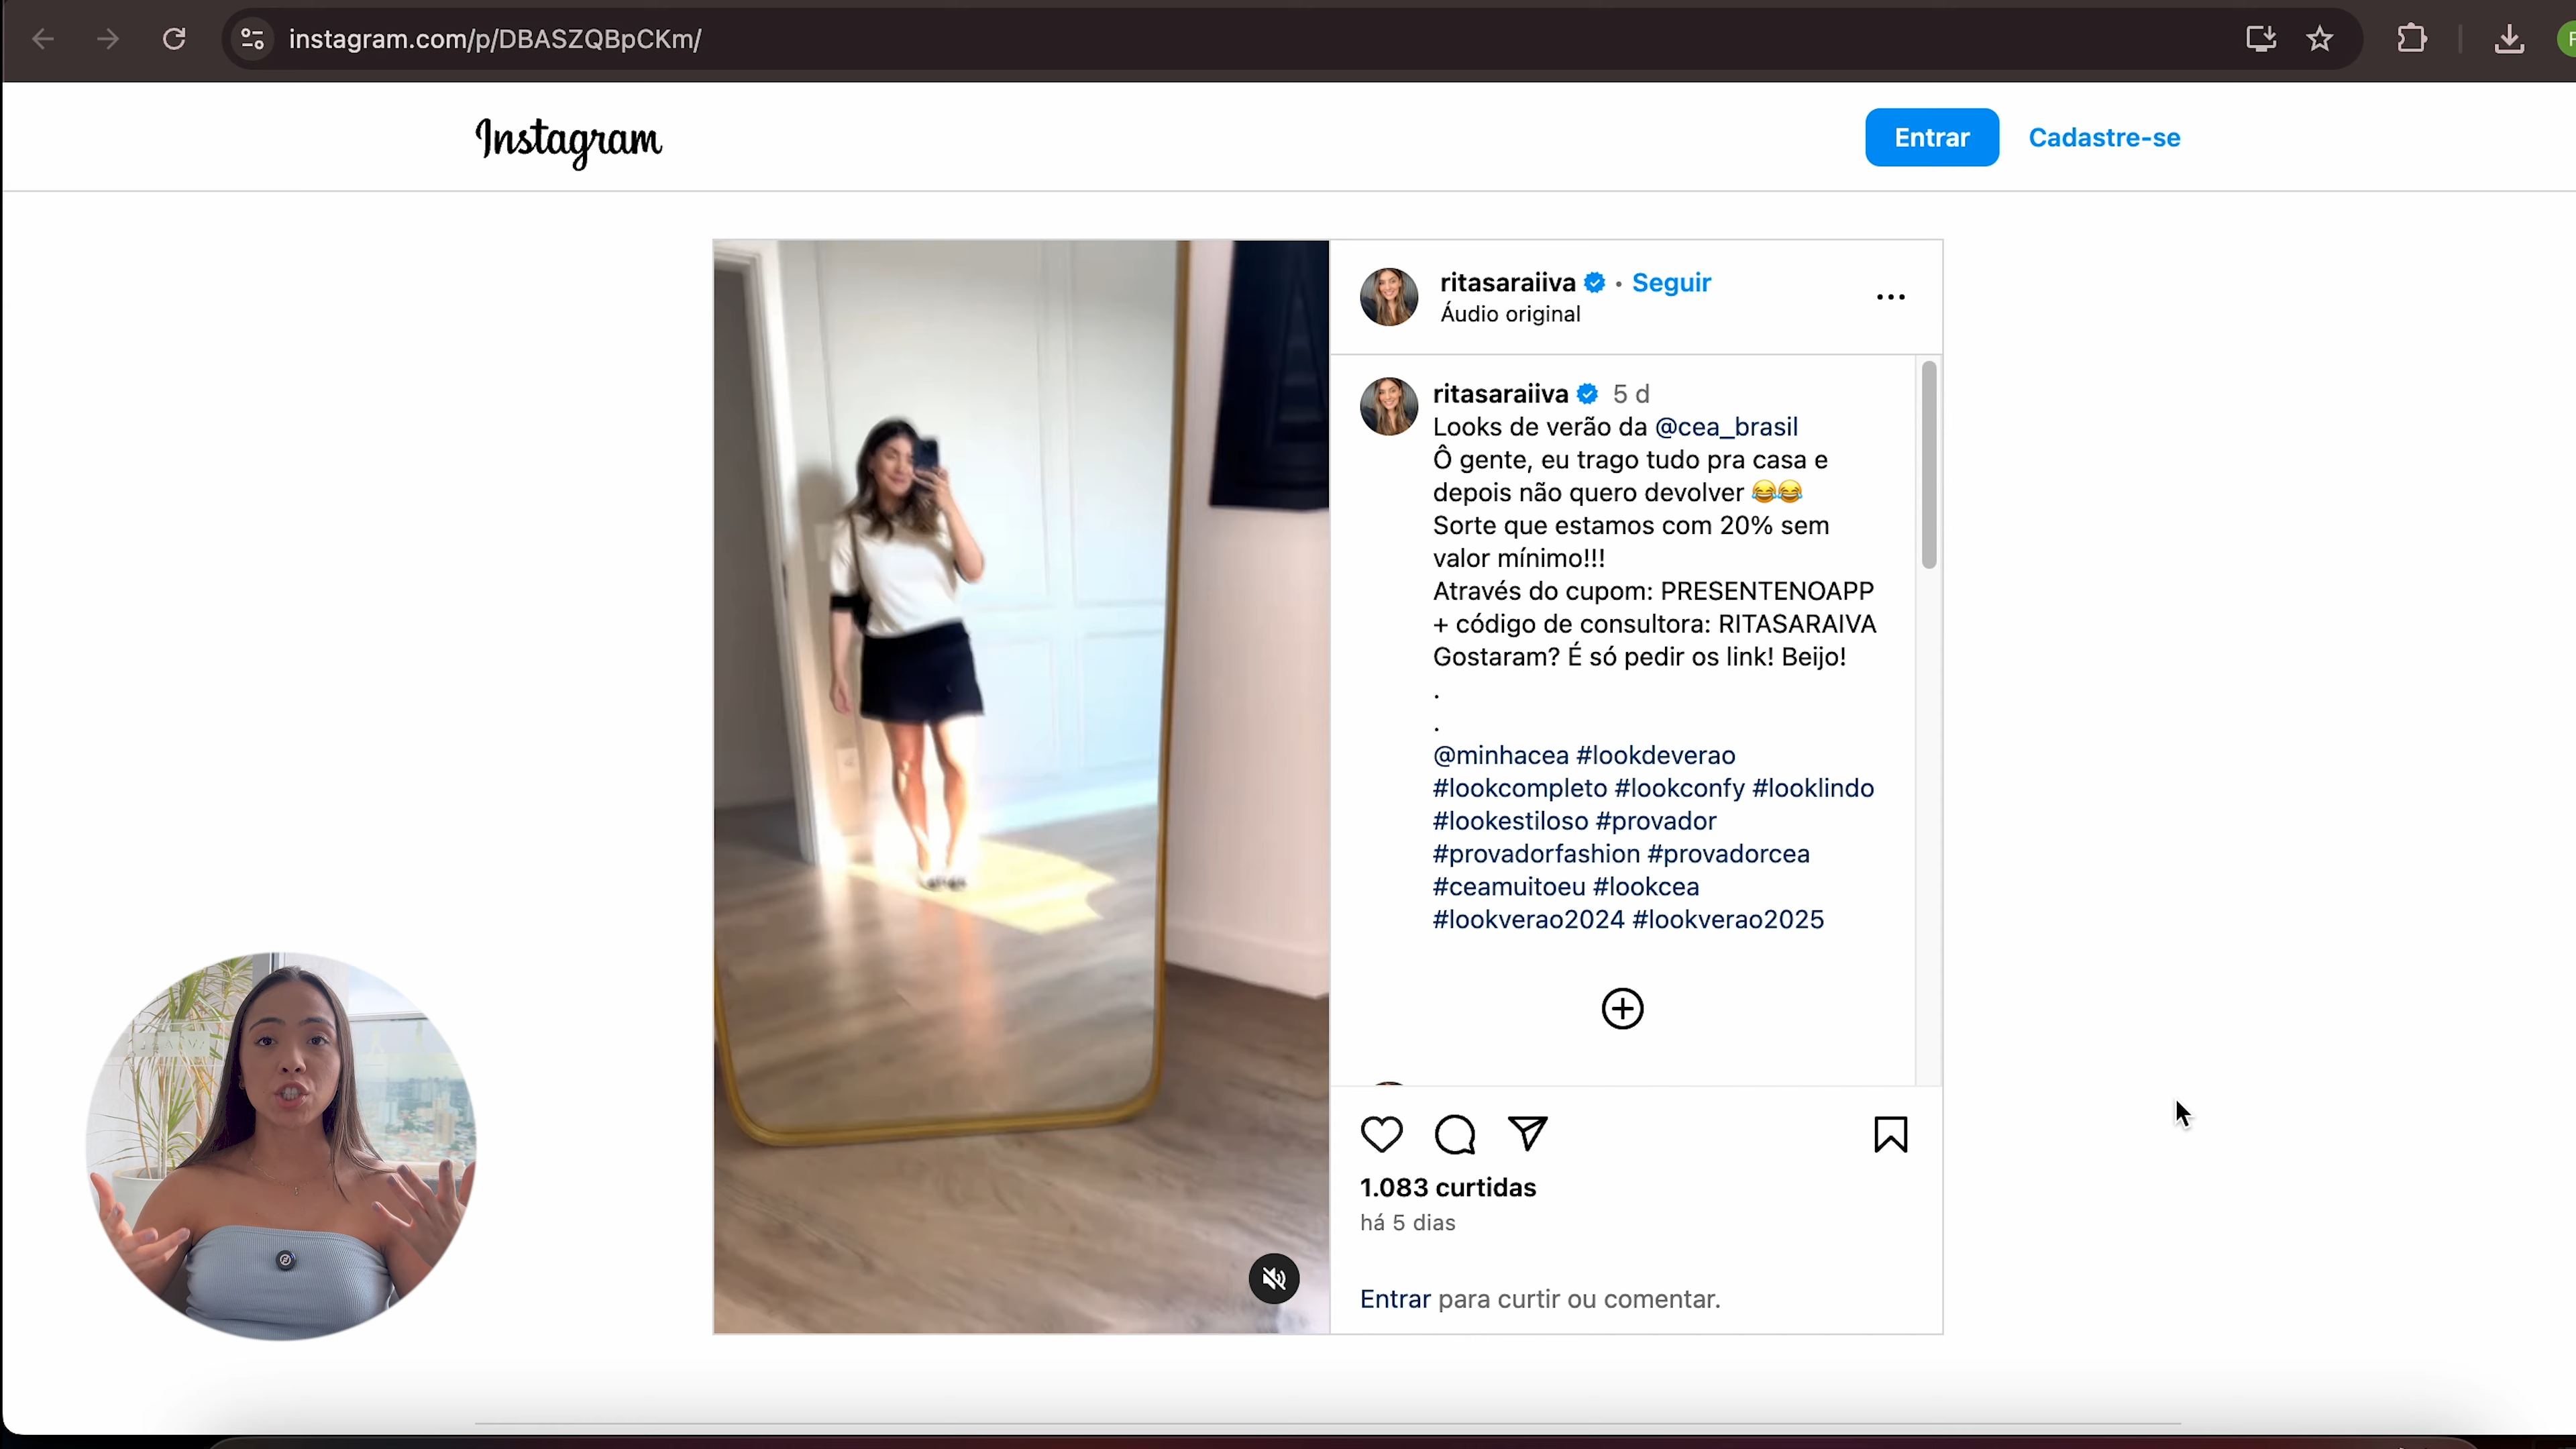 instagram.com/p/DBASZQBpCKm/
Instagram
Entrar
Cadastre-se
ritasaraiiva • Seguir
Áudio original
ritasaraiiva 5 d
Looks de verão da @cea_brasil
Ô gente, eu trago tudo pra casa e
depois não quero devolver 😂😂
Sorte que estamos com 20% sem
valor mínimo!!!
Através do cupom: PRESENTENOAPP
+ código de consultora: RITASARAIVA
Gostaram? É só pedir os link! Beijo!
.
.
@minhacea #lookdeverao
#lookcompleto #lookconfy #looklindo
#lookestiloso #provador
#provadorfashion #provadorcea
#ceamuitoeu #lookcea
#lookverao2024 #lookverao2025
1.083 curtidas
há 5 dias
Entrar para curtir ou comentar.